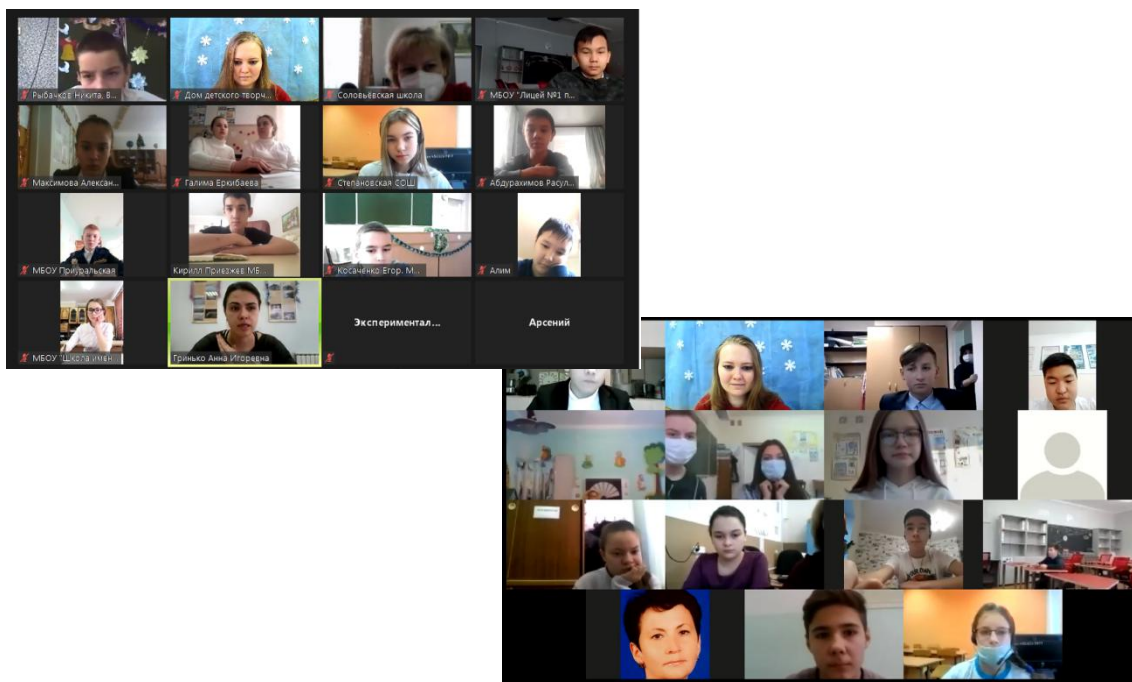 Рыбачков Никита, В...
Дом детского творч...
Соловьёвская школа
МБОУ "Лицей №1 п...
Максимова Алексан...
Галима Еркибаева
Степановская СОШ
Абдурахимов Расул...
МБОУ Приуральская
Кирилл Привзжев МБ...
Косаченко Егор. М...
Алим
МБОУ "Школа имен...
Гринько Анна Игоревна
Экспериментал...
Арсений